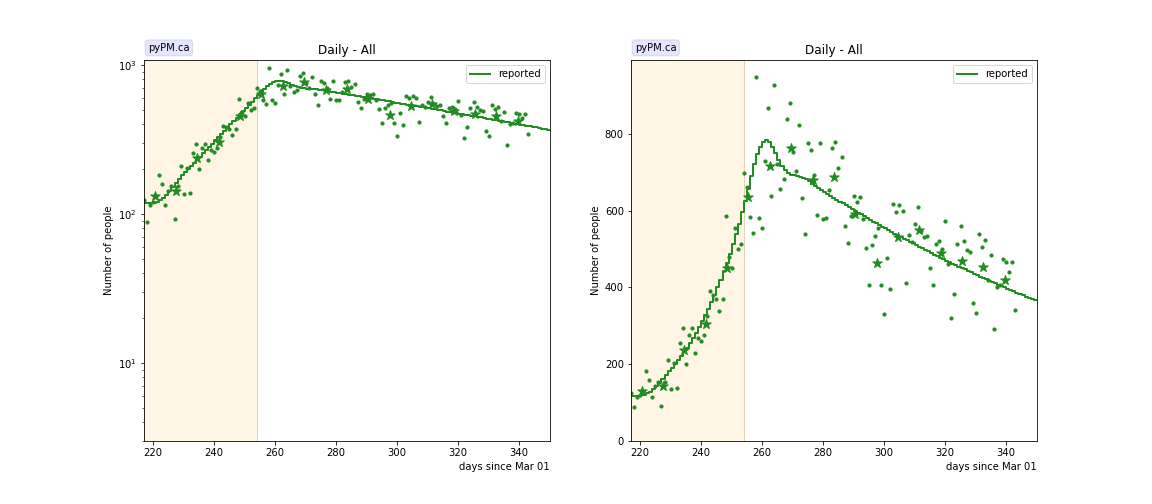 pyPM.ca
Daily - All
reported
Number of people
10³
10²
10¹
220 240 260 280 300 320 340
days since Mar 01
pyPM.ca
Daily - All
reported
Number of people
800
600
400
200
0
220 240 260 280 300 320 340
days since Mar 01